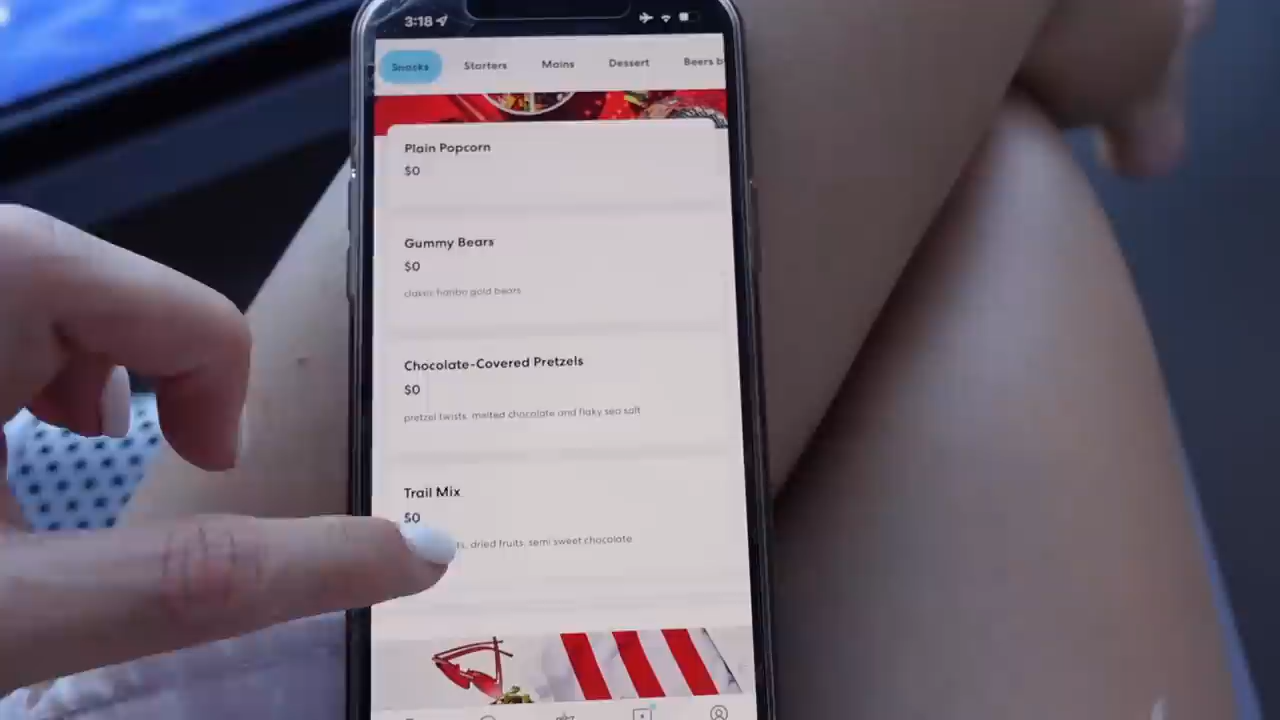 3:18
Snacks Starters Mains Dessert Beers b
Plain Popcorn
$0
Gummy Bears
$0
classic haribo gold bears
Chocolate-Covered Pretzels
$0
pretzel twists, melted chocolate and flaky sea salt
Trail Mix
$0
ts, dried fruits, semi sweet chocolate